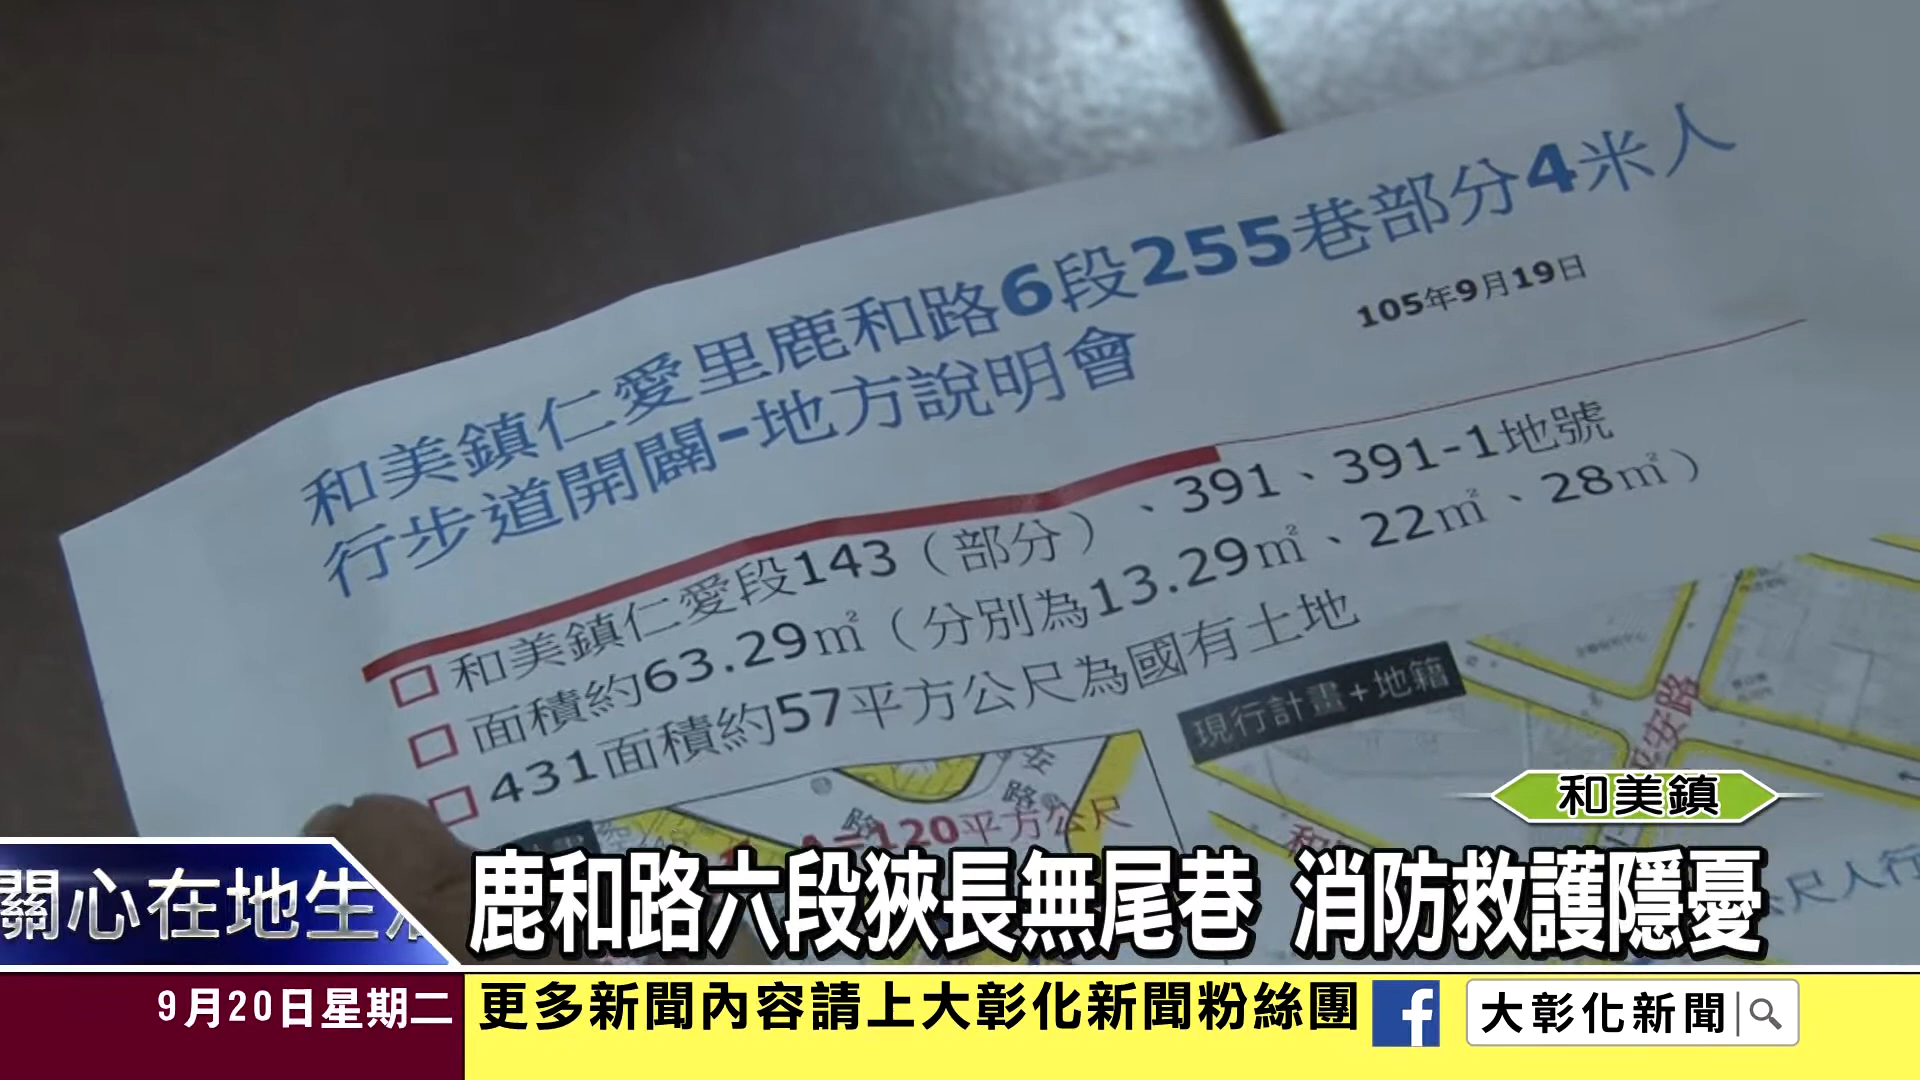 和美鎮仁愛里鹿和路6段255巷部分4米人
行步道開闢-地方說明會
105年9月19日
和美鎮仁愛段143（部分）、391、391-1地號
面積約63.29㎡（分別為13.29㎡、22㎡、28㎡）
431面積約57平方公尺為國有土地
現行計畫+地籍
A=120平方公尺
和美鎮
關心在地生
鹿和路六段狹長無尾巷 消防救護隱憂
9月20日星期二
更多新聞內容請上大彰化新聞粉絲團
大彰化新聞